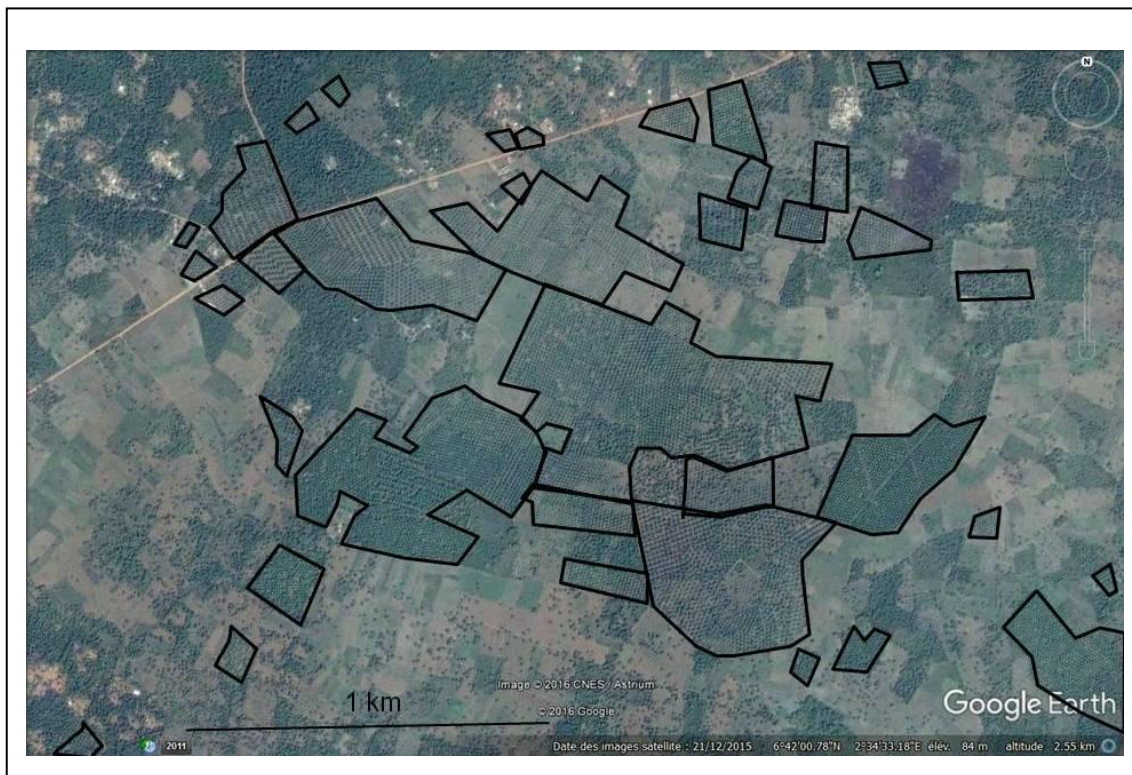 N
Image © 2016 CNES / Astrium
1 km
© 2016 Google
Google Earth
2011
Date des images satellite : 21/12/2015 6°42'00.78"N 2°34'33.18"E élév. 84 m altitude 2.55 km